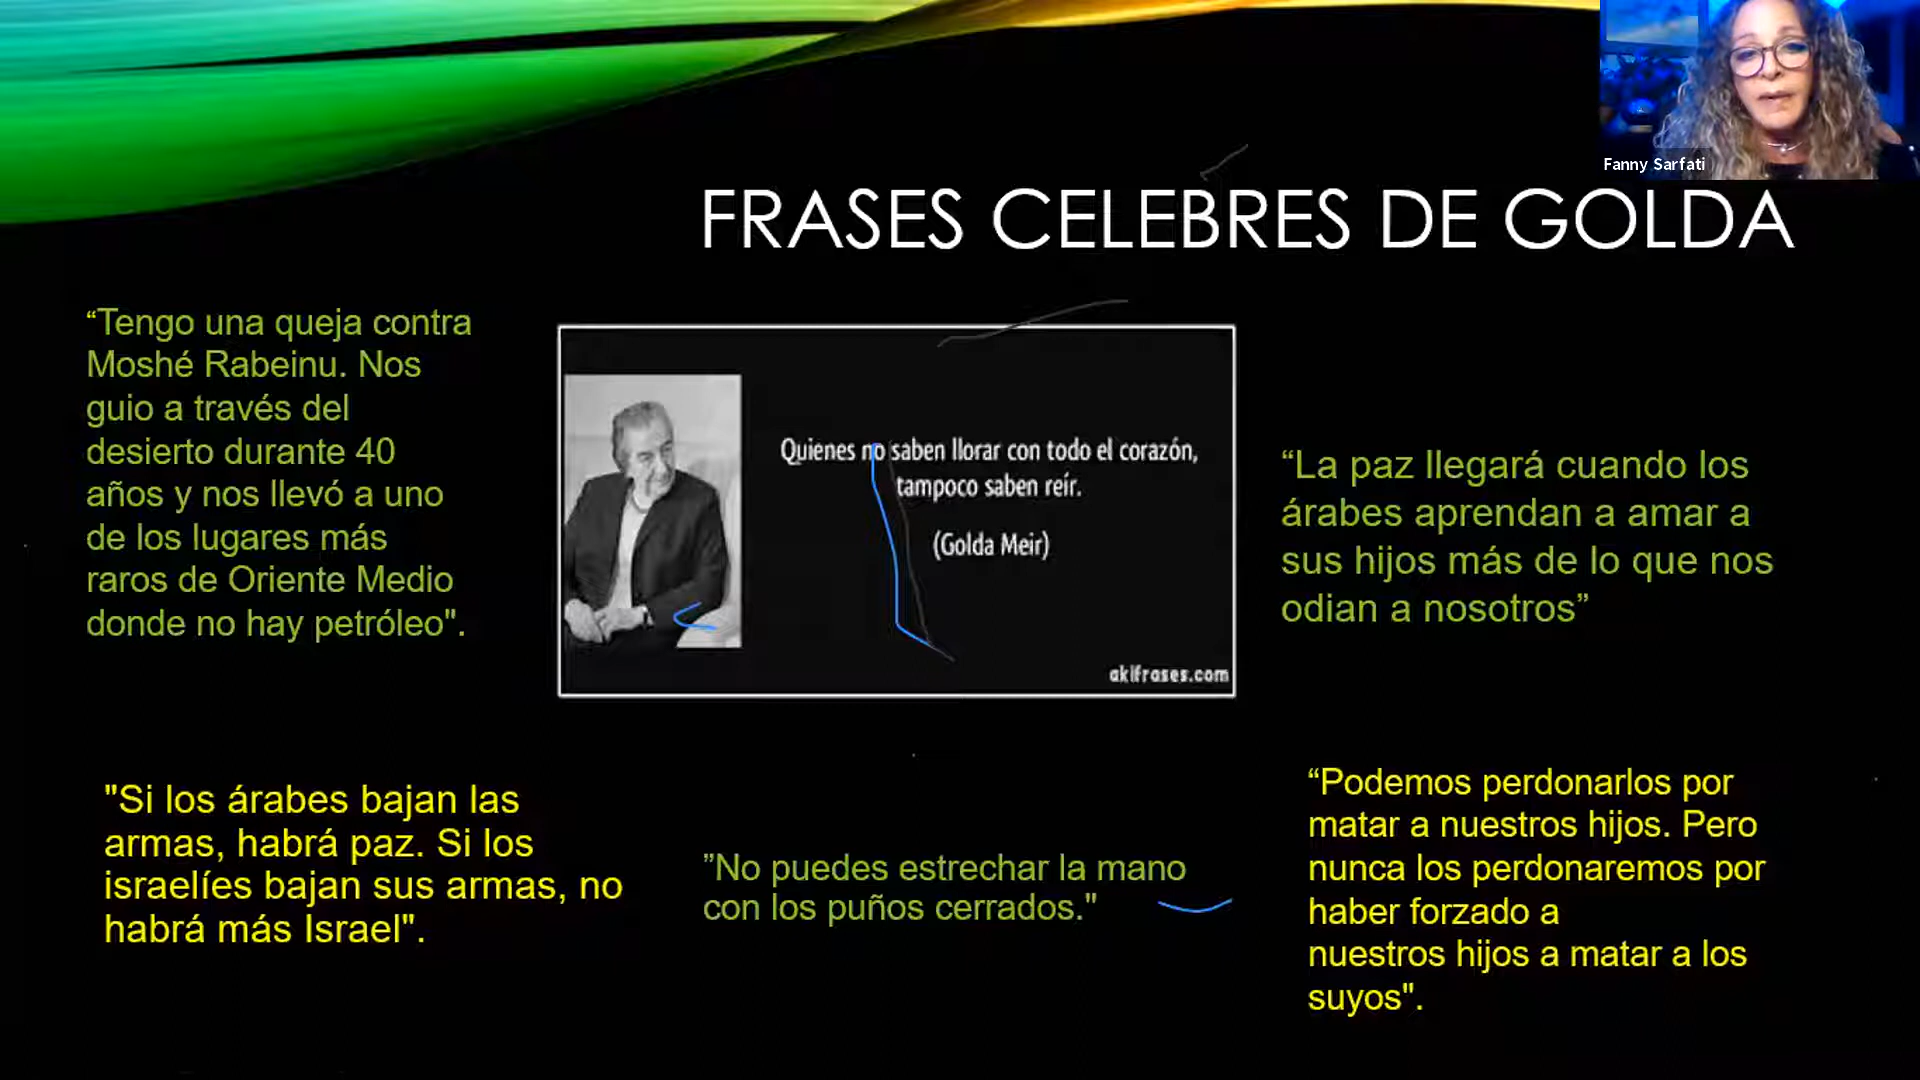 Fanny Sarfati
FRASES CELEBRES DE GOLDA
“Tengo una queja contra
Moshé Rabeinu. Nos
guio a través del
desierto durante 40
años y nos llevó a uno
de los lugares más
raros de Oriente Medio
donde no hay petróleo".
Quienes no saben llorar con todo el corazón,
tampoco saben reír.
(Golda Meir)
akifrases.com
“La paz llegará cuando los
árabes aprendan a amar a
sus hijos más de lo que nos
odian a nosotros”
"Si los árabes bajan las
armas, habrá paz. Si los
israelíes bajan sus armas, no
habrá más Israel".
”No puedes estrechar la mano
con los puños cerrados."
“Podemos perdonarlos por
matar a nuestros hijos. Pero
nunca los perdonaremos por
haber forzado a
nuestros hijos a matar a los
suyos".